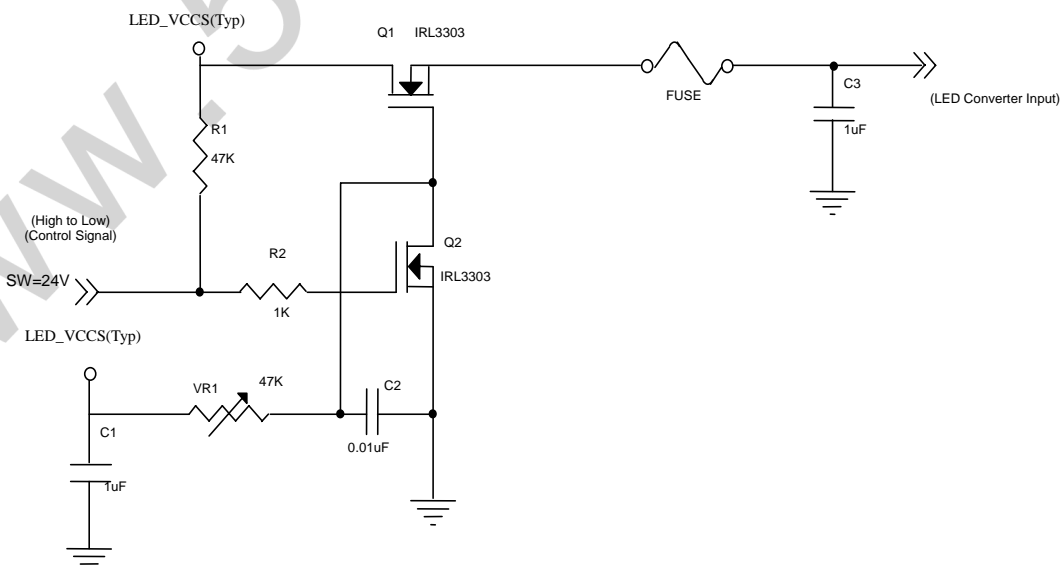 LED_VCCS(Typ)
Q1 IRL3303
FUSE
C3
1uF
(LED Converter Input)
R1
47K
(High to Low)
(Control Signal)
SW=24V
R2
1K
Q2
IRL3303
LED_VCCS(Typ)
VR1
47K
C2
0.01uF
C1
1uF